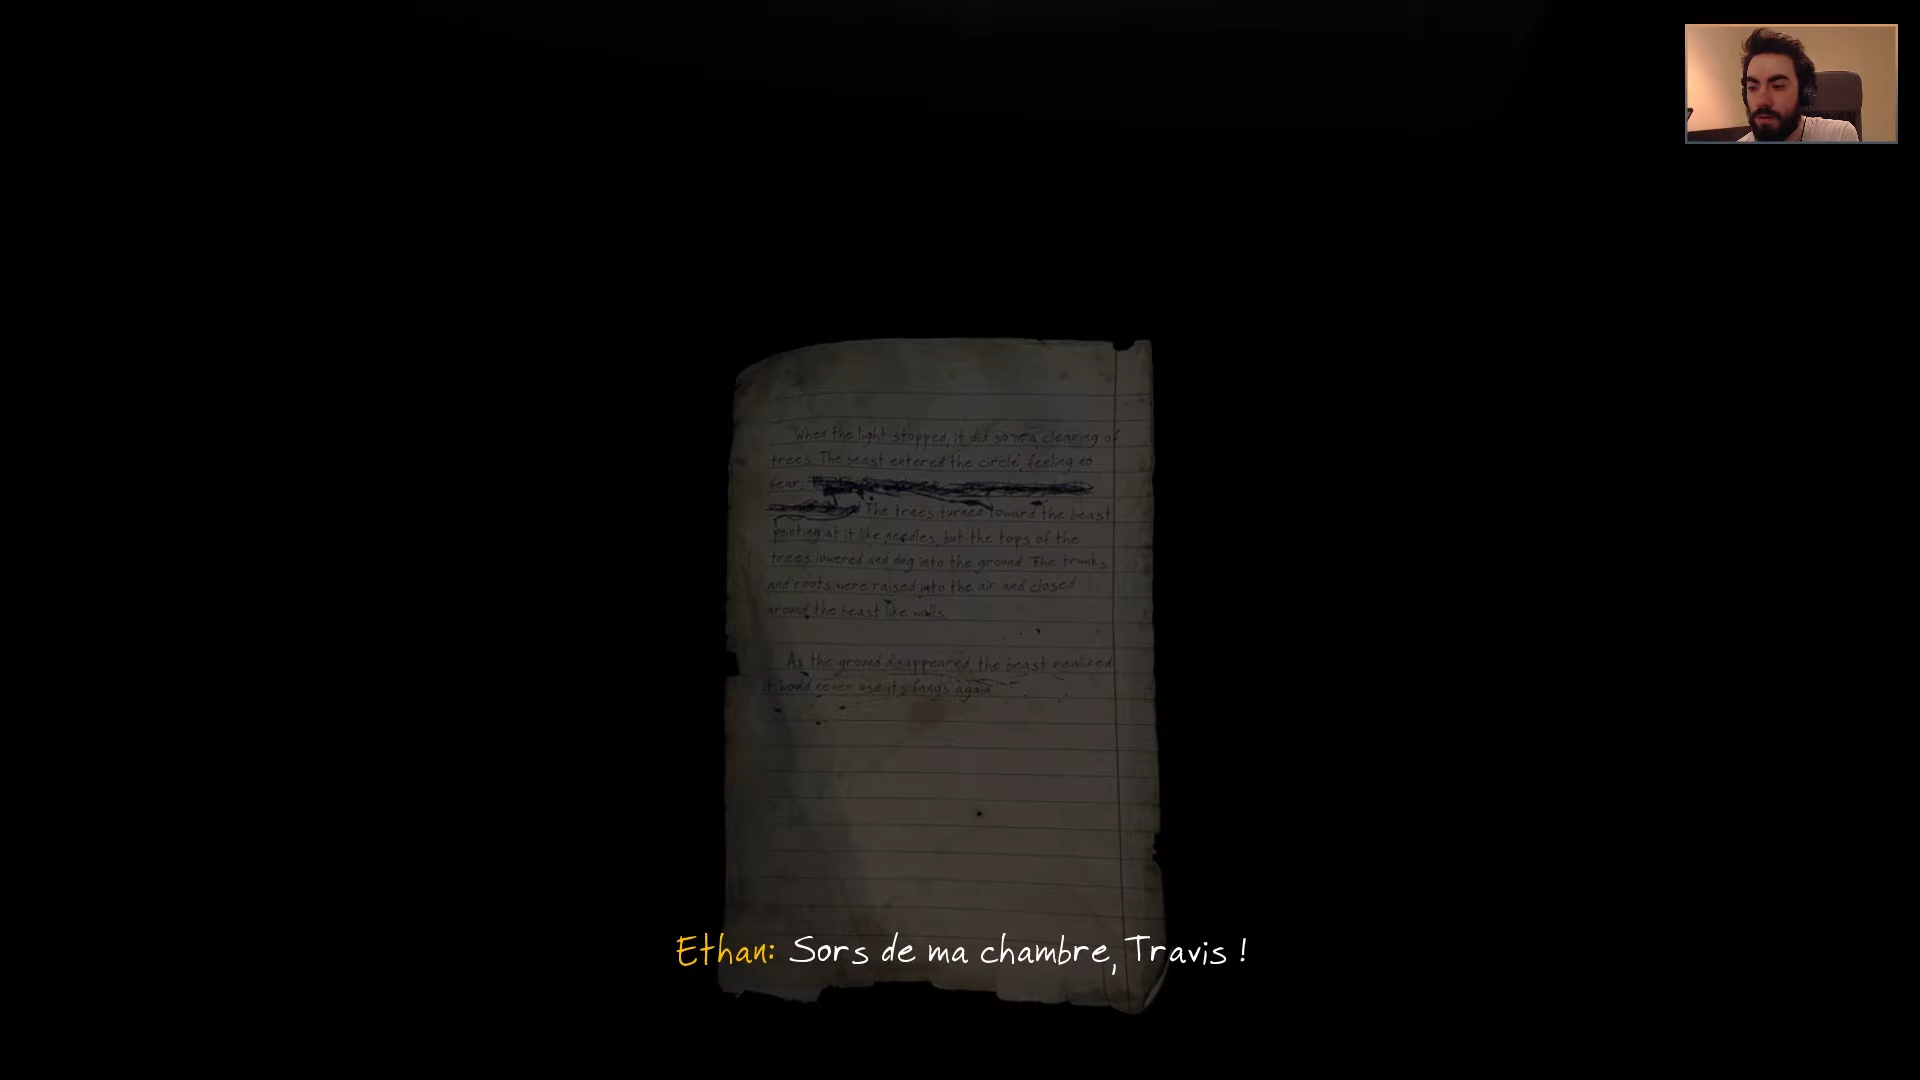 When the light stopped, it did so in a clearing of
trees. The beast entered the circle, feeling no
fear.
The trees turned toward the beast
pointing at it like needles, but the tops of the
trees lowered and dug into the ground. The trunks
and roots were raised into the air and closed
around the beast like walls.
As the ground disappeared, the beast realized
it would never use its fangs again
Ethan: Sors de ma chambre, Travis !